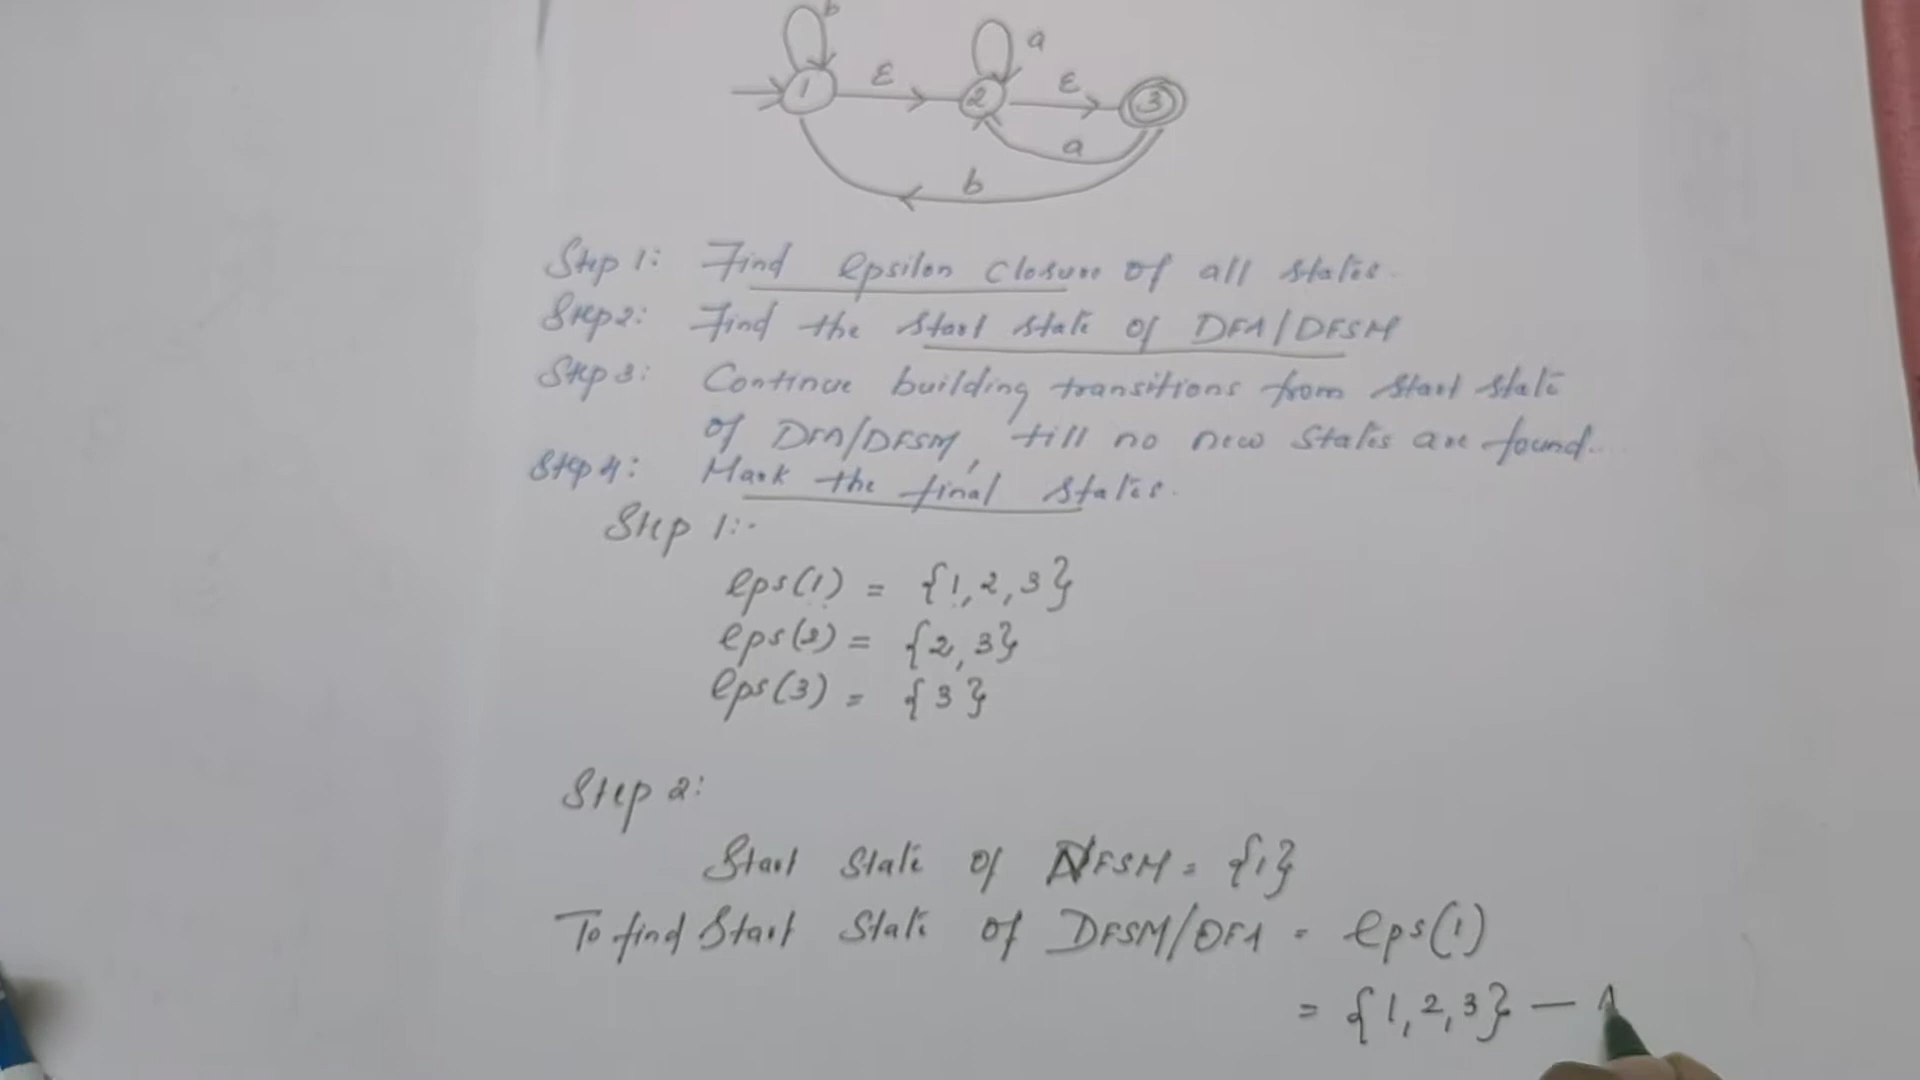 b
a
1
ε
2
ε
3
a
b
Step 1: Find epsilon closure of all states.
Step 2: Find the start state of DFA/DFSM
Step 3: Continue building transitions from start state
of DFA/DFSM, till no new states are found.
Step 4: Mark the final states.
Step 1:-
eps(1) = {1, 2, 3}
eps(2) = {2, 3}
eps(3) = {3}
Step 2:
Start State of NFSM = {1}
To find Start State of DFSM/DFA = eps(1)
= {1, 2, 3} — A